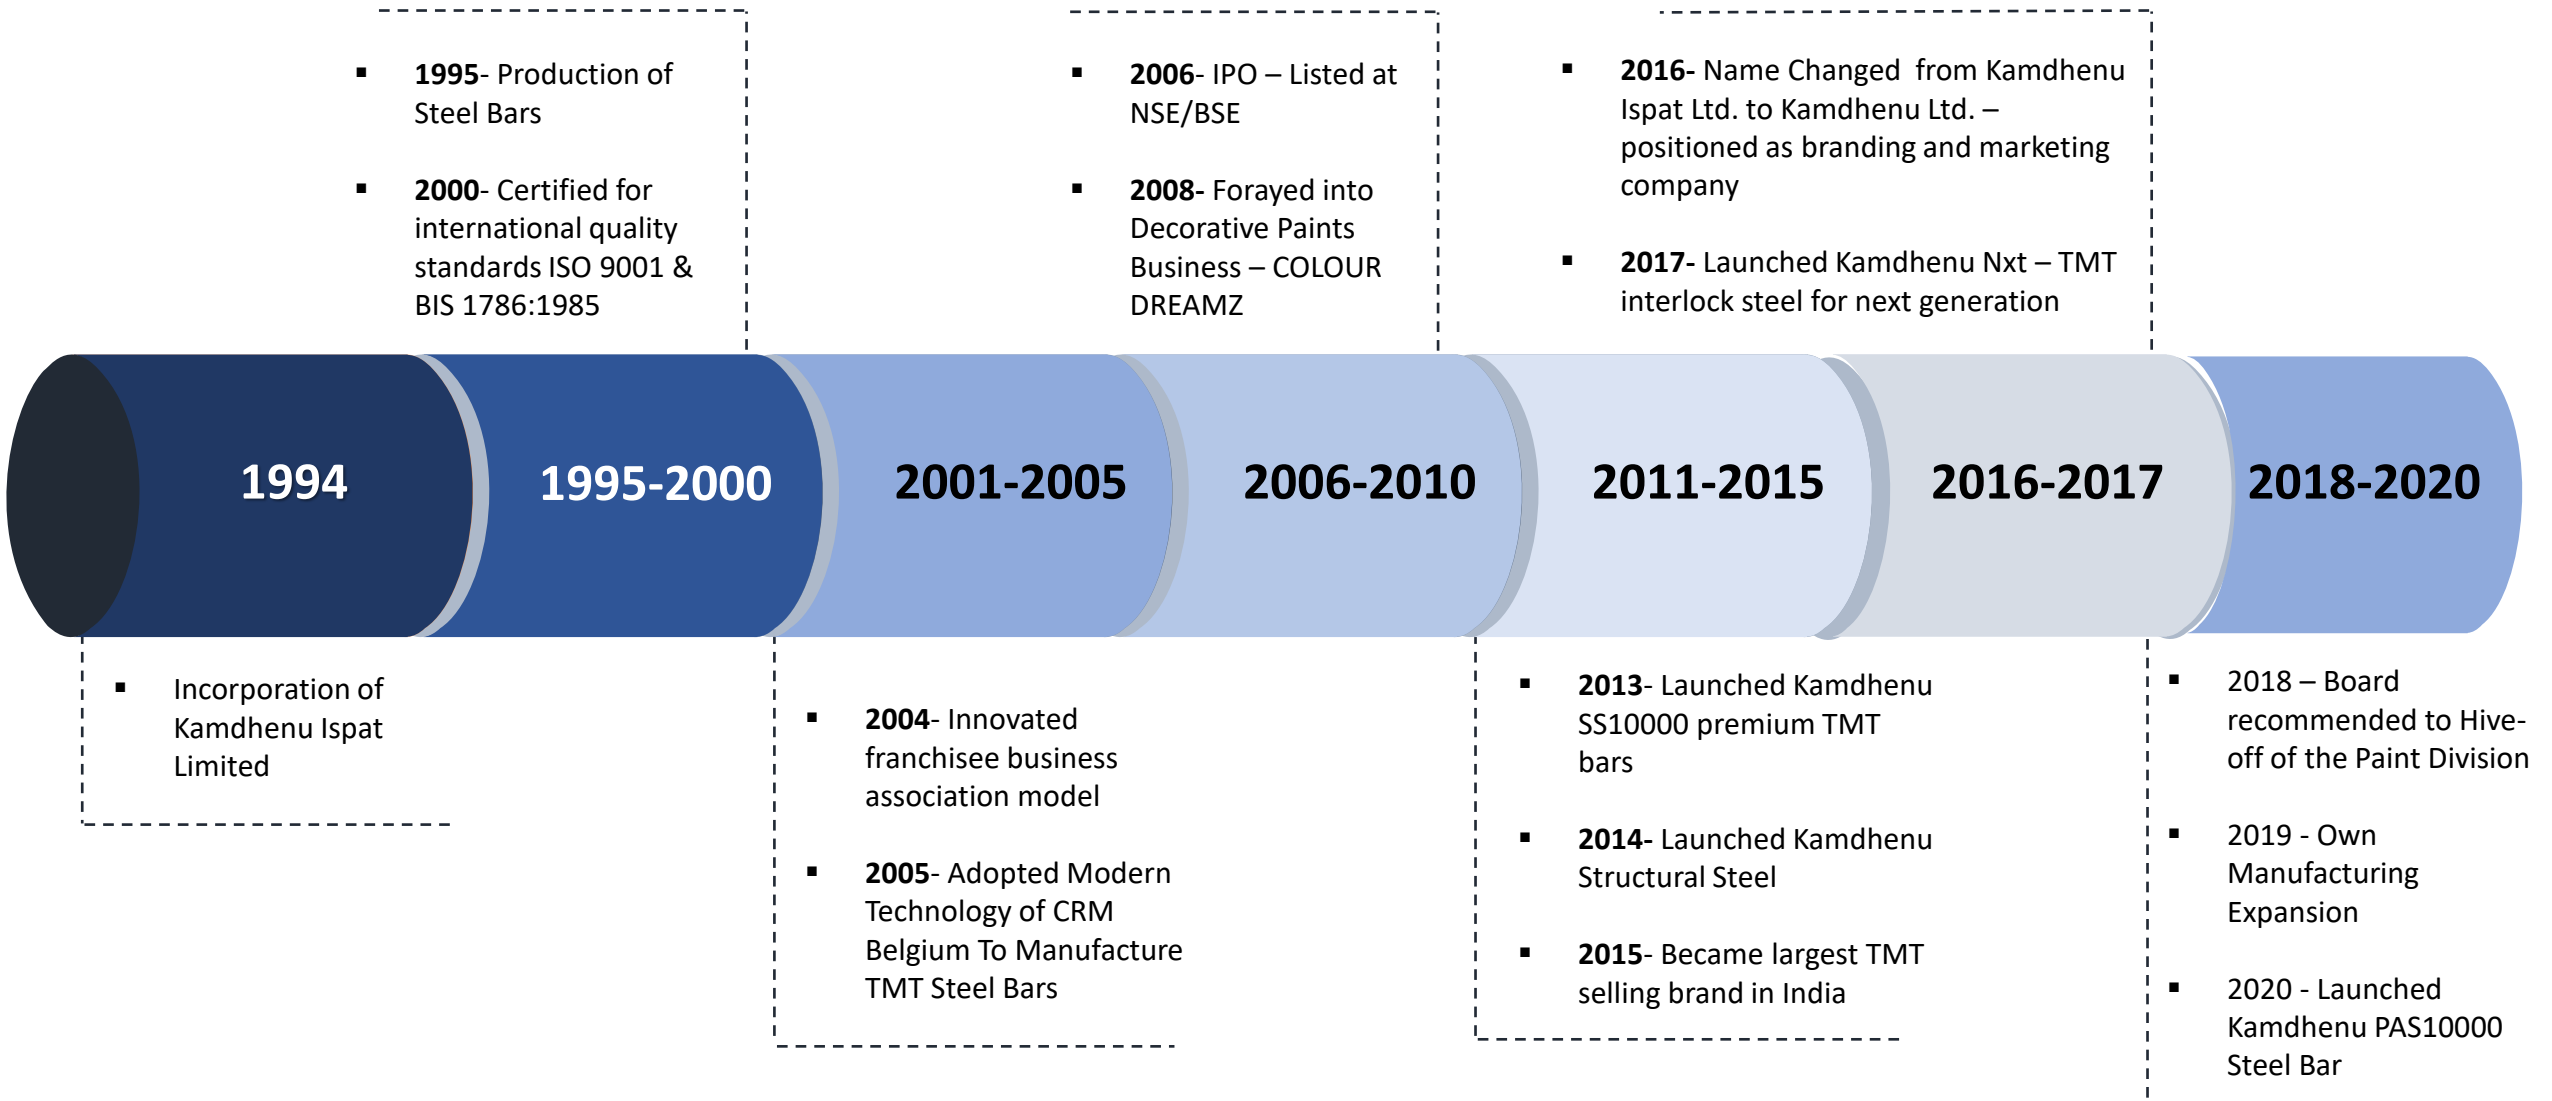 ▪ 1995- Production of
Steel Bars
▪ 2000- Certified for
international quality
standards ISO 9001 &
BIS 1786:1985
▪ 2006- IPO – Listed at
NSE/BSE
▪ 2008- Forayed into
Decorative Paints
Business – COLOUR
DREAMZ
▪ 2016- Name Changed from Kamdhenu
Ispat Ltd. to Kamdhenu Ltd. –
positioned as branding and marketing
company
▪ 2017- Launched Kamdhenu Nxt – TMT
interlock steel for next generation
1994
1995-2000
2001-2005
2006-2010
2011-2015
2016-2017
2018-2020
▪ Incorporation of
Kamdhenu Ispat
Limited
▪ 2004- Innovated
franchisee business
association model
▪ 2005- Adopted Modern
Technology of CRM
Belgium To Manufacture
TMT Steel Bars
▪ 2013- Launched Kamdhenu
SS10000 premium TMT
bars
▪ 2014- Launched Kamdhenu
Structural Steel
▪ 2015- Became largest TMT
selling brand in India
▪ 2018 – Board
recommended to Hive-
off of the Paint Division
▪ 2019 - Own
Manufacturing
Expansion
▪ 2020 - Launched
Kamdhenu PAS10000
Steel Bar